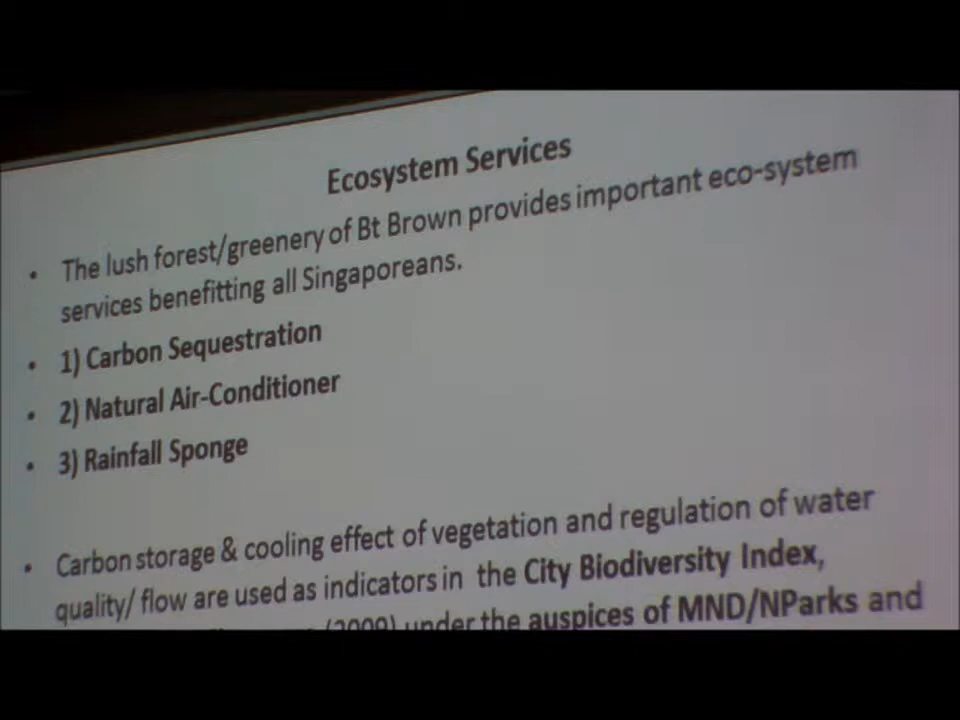 Ecosystem Services
• The lush forest/greenery of Bt Brown provides important eco-system
services benefitting all Singaporeans.
• 1) Carbon Sequestration
• 2) Natural Air-Conditioner
• 3) Rainfall Sponge
• Carbon storage & cooling effect of vegetation and regulation of water
quality/ flow are used as indicators in the City Biodiversity Index,
(2009) under the auspices of MND/NParks and